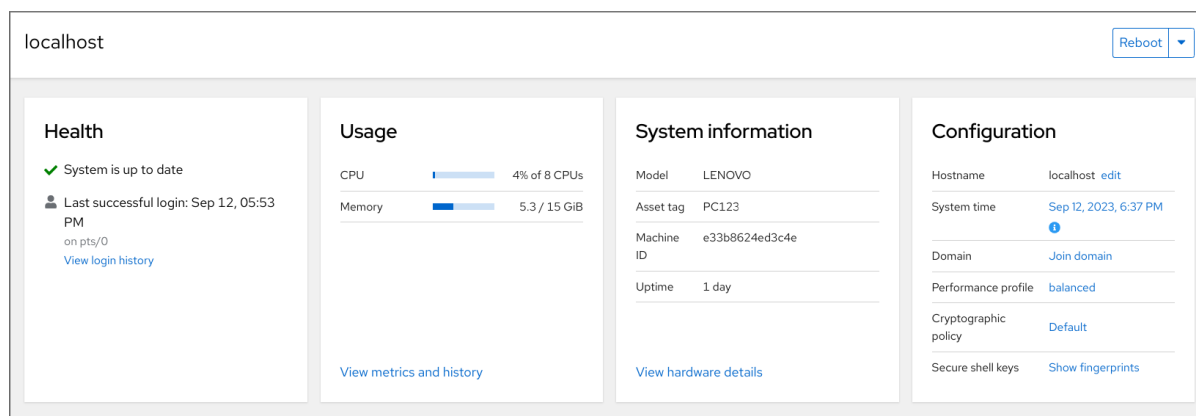 localhost
Reboot
Health
System is up to date
Last successful login: Sep 12, 05:53
PM
on pts/0
View login history
Usage
CPU 4% of 8 CPUs
Memory 5.3 / 15 GiB
View metrics and history
System information
Model LENOVO
Asset tag PC123
Machine
ID e33b8624ed3c4e
Uptime 1 day
View hardware details
Configuration
Hostname localhost edit
System time Sep 12, 2023, 6:37 PM
Domain Join domain
Performance profile balanced
Cryptographic
policy Default
Secure shell keys Show fingerprints